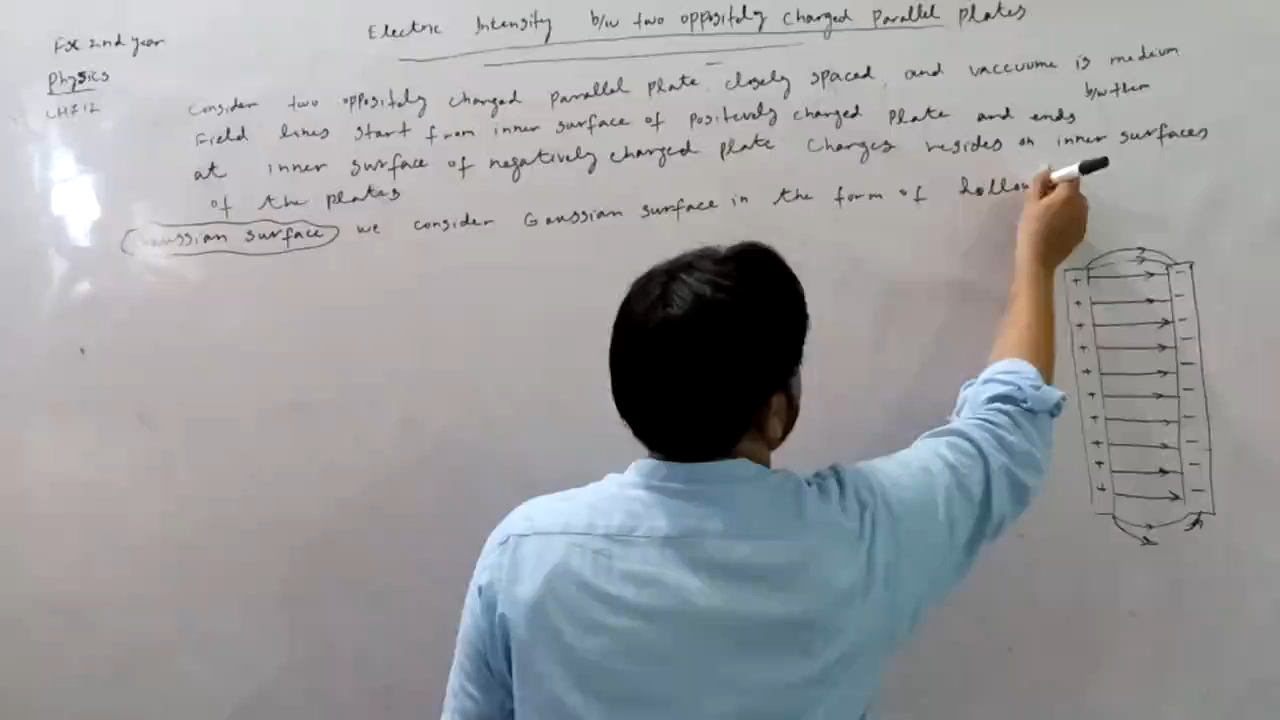 Electric Intensity b/w two oppositely charged Parallel Plates
FSC 2nd year
Physics
CH#12
Consider two oppositely charged parallel plate closely spaced, and vaccuume is medium
b/w them
Field lines start from inner surface of positively charged plate and ends
at inner surface of negatively charged plate Charges resides on inner surfaces
of the plates
Gaussian surface we consider Gaussian surface in the form of hollow
+ + + + + + + + +
- - - - - - - - -